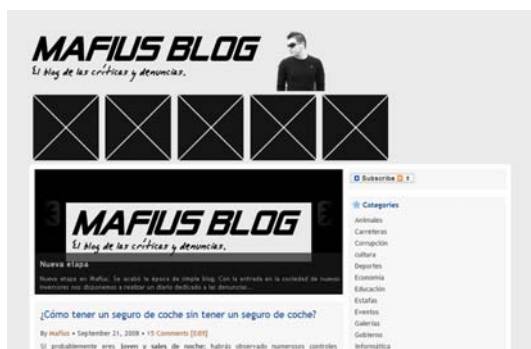 MAFIUS BLOG
El blog de las críticas y denuncias.
Subscribe
MAFIUS BLOG
El blog de las críticas y denuncias.
Nueva etapa
Nueva etapa en Mafius: Se acabó la época de simple blog. Con la entrada en la sociedad de nuevos
inversores nos disponemos a realizar un diario dedicado a las denuncias...
Categories
Animales
Carreteras
Corrupción
cultura
Deportes
Economía
Educación
Estafas
Eventos
Galerías
Gobierno
Informática
¿Cómo tener un seguro de coche sin tener un seguro de coche?
By Mafius • September 21, 2008 • 15 Comments [Edit]
Si probablemente eres joven y sales de noche: habrás observado numerosos controles